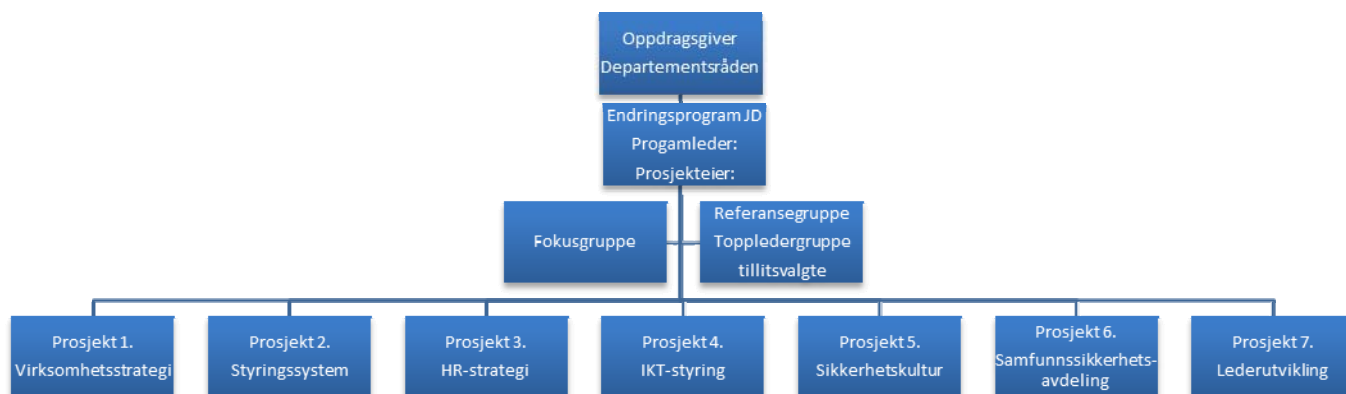 Oppdragsgiver
Departementsråden
Endringsprogram JD
Progamleder:
Prosjekteier:
Fokusgruppe
Referansegruppe
Toppledergruppe
tillitsvalgte
Prosjekt 1.
Virksomhetsstrategi
Prosjekt 2.
Styringssystem
Prosjekt 3.
HR-strategi
Prosjekt 4.
IKT-styring
Prosjekt 5.
Sikkerhetskultur
Prosjekt 6.
Samfunnssikkerhets-
avdeling
Prosjekt 7.
Lederutvikling